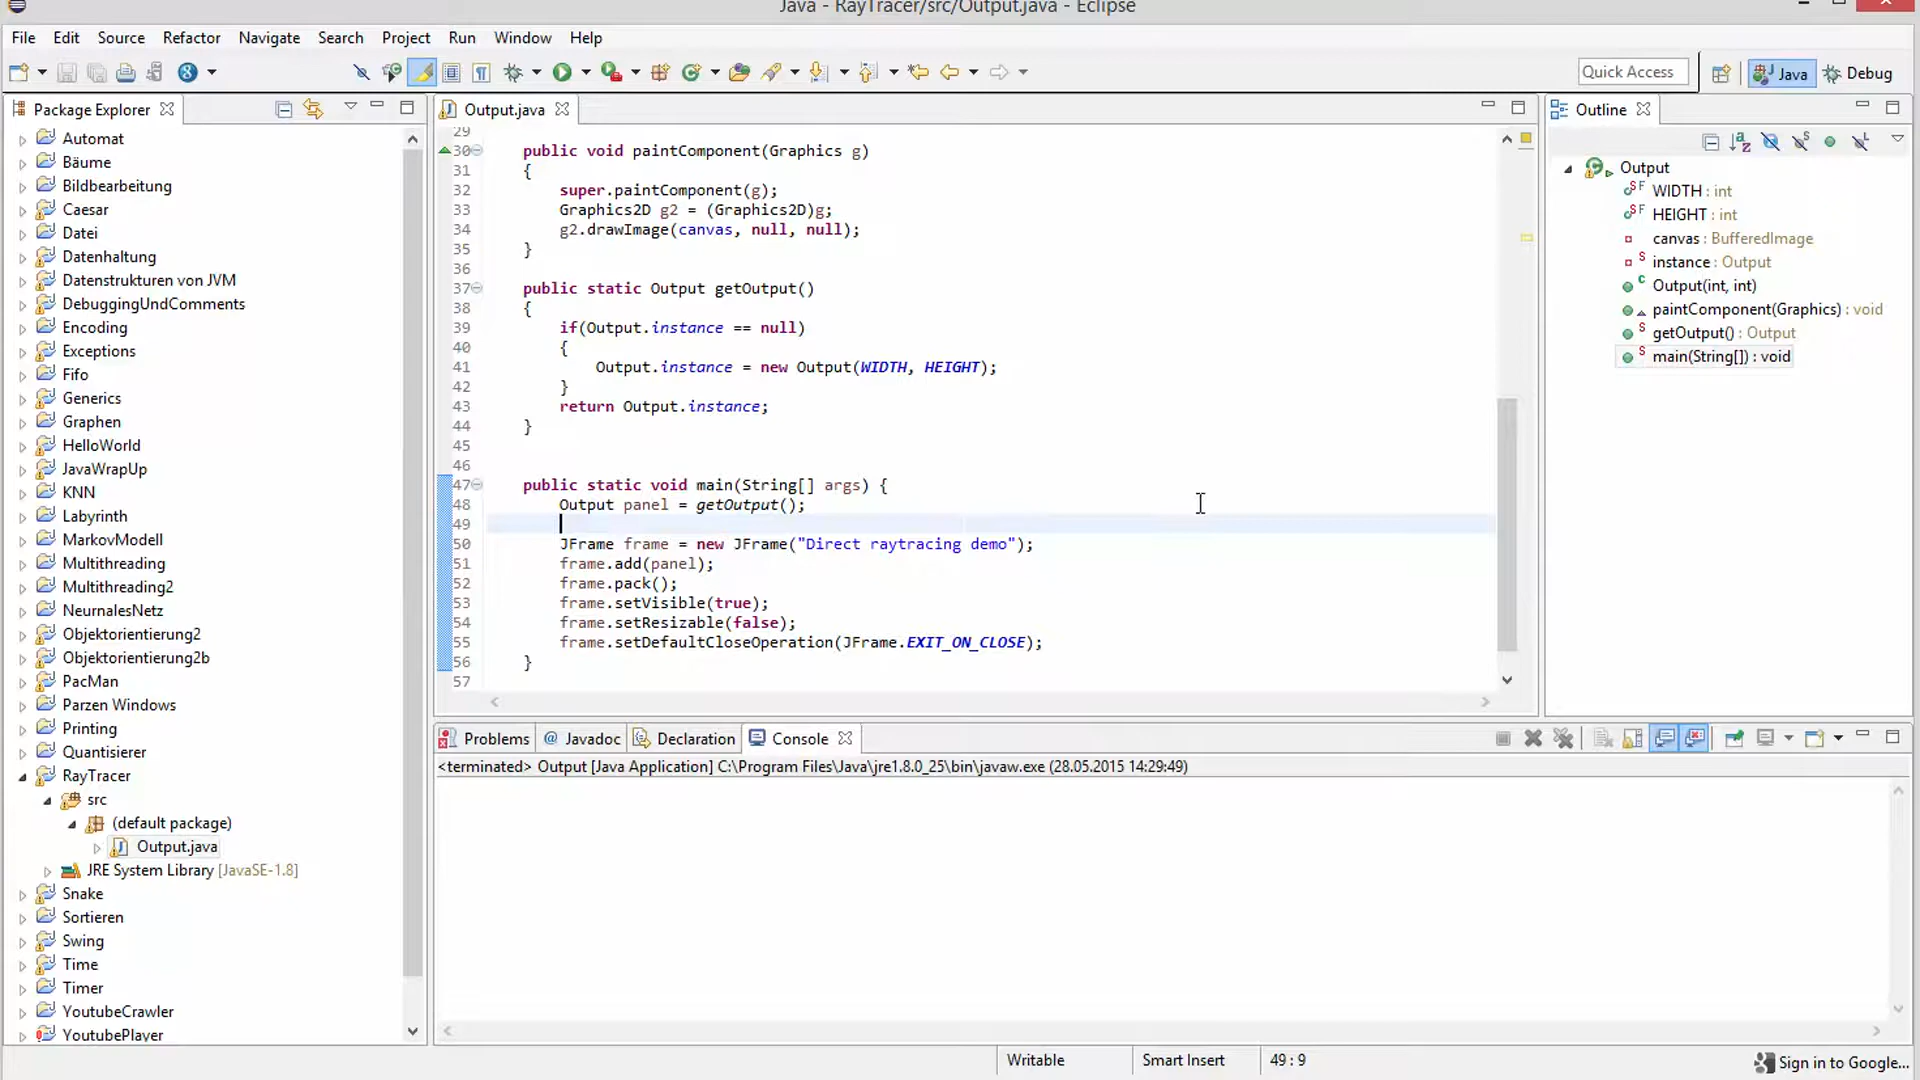 Java - RayTracer/src/Output.java - Eclipse
File Edit Source Refactor Navigate Search Project Run Window Help
Quick Access Java Debug
Package Explorer
Automat
Bäume
Bildbearbeitung
Caesar
Datei
Datenhaltung
Datenstrukturen von JVM
DebuggingUndComments
Encoding
Exceptions
Fifo
Generics
Graphen
HelloWorld
JavaWrapUp
KNN
Labyrinth
MarkovModell
Multithreading
Multithreading2
NeurnalesNetz
Objektorientierung2
Objektorientierung2b
PacMan
Parzen Windows
Printing
Quantisierer
RayTracer
src
(default package)
Output.java
JRE System Library [JavaSE-1.8]
Snake
Sortieren
Swing
Time
Timer
YoutubeCrawler
YoutubePlayer
Output.java
29
30 public void paintComponent(Graphics g)
31 {
32 super.paintComponent(g);
33 Graphics2D g2 = (Graphics2D)g;
34 g2.drawImage(canvas, null, null);
35 }
36
37 public static Output getOutput()
38 {
39 if(Output.instance == null)
40 {
41 Output.instance = new Output(WIDTH, HEIGHT);
42 }
43 return Output.instance;
44 }
45
46
47 public static void main(String[] args) {
48 Output panel = getOutput();
49
50 JFrame frame = new JFrame("Direct raytracing demo");
51 frame.add(panel);
52 frame.pack();
53 frame.setVisible(true);
54 frame.setResizable(false);
55 frame.setDefaultCloseOperation(JFrame.EXIT_ON_CLOSE);
56 }
57
Outline
Output
WIDTH : int
HEIGHT : int
canvas : BufferedImage
instance : Output
Output(int, int)
paintComponent(Graphics) : void
getOutput() : Output
main(String[]) : void
Problems @ Javadoc Declaration Console
<terminated> Output [Java Application] C:\Program Files\Java\jre1.8.0_25\bin\javaw.exe (28.05.2015 14:29:49)
Writable Smart Insert 49 : 9 Sign in to Google...